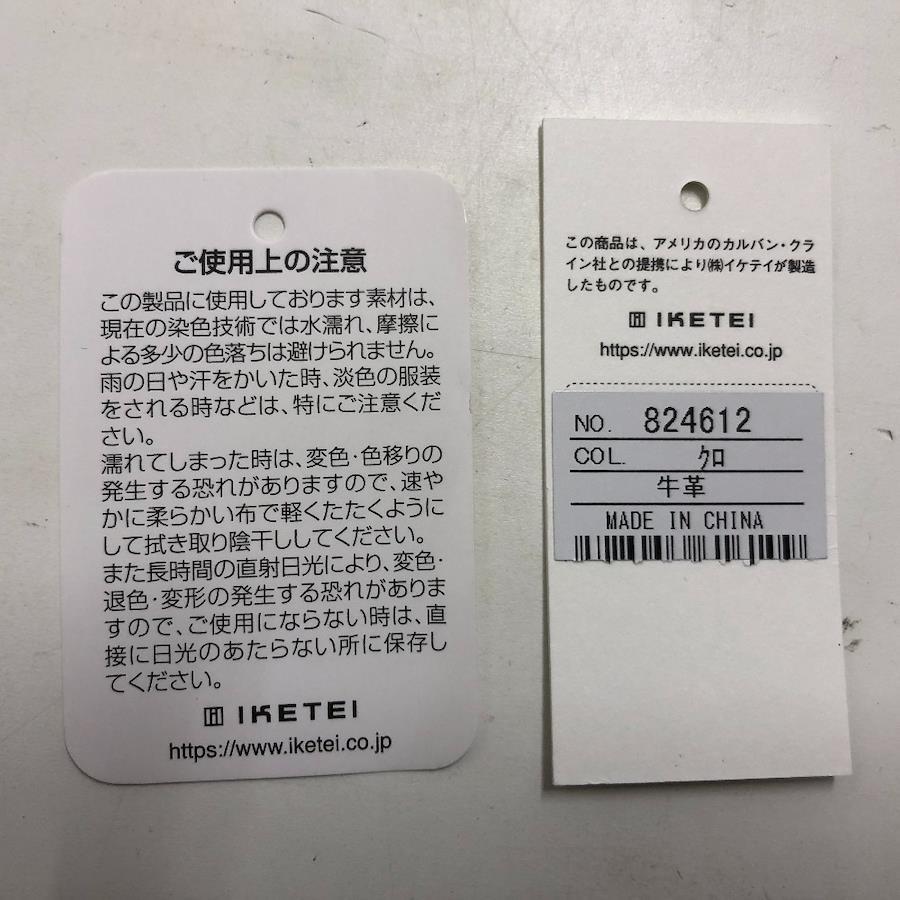 ご使用上の注意
この製品に使用しております素材は、
現在の染色技術では水濡れ、摩擦に
よる多少の色落ちは避けられません。
雨の日や汗をかいた時、淡色の服装
をされる時などは、特にご注意くだ
さい。
濡れてしまった時は、変色・色移りの
発生する恐れがありますので、速や
かに柔らかい布で軽くたたくように
して拭き取り陰干ししてください。
また長時間の直射日光により、変色・
退色・変形の発生する恐れがありま
すので、ご使用にならない時は、直
接に日光のあたらない所に保存し
てください。
IKETEI
https://www.iketei.co.jp
この商品は、アメリカのカルバン・クラ
イン社との提携により㈱イケテイが製造
したものです。
IKETEI
https://www.iketei.co.jp
NO. 824612
COL. ｸﾛ
牛革
MADE IN CHINA